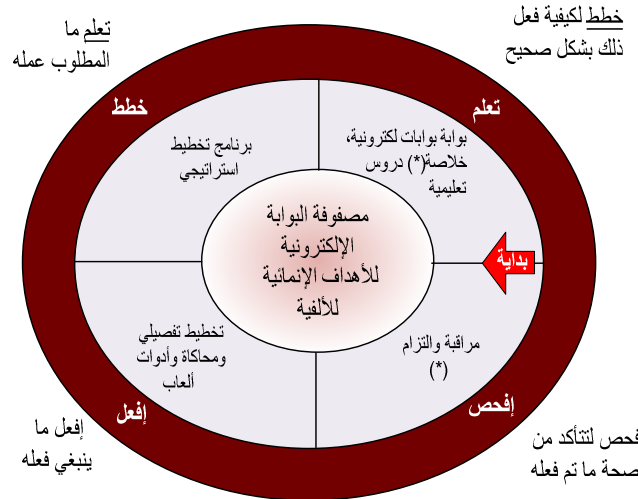 خطط لكيفية فعل
ذلك بشكل صحيح
تعلم ما
المطلوب عمله
تعلم
خطط
بوابة بوابات لكترونية،
خلاصة(*) دروس
تعليمية
برنامج تخطيط
استراتيجي
مصفوفة البوابة
الإلكترونية
للأهداف الإنمائية
للألفية
بداية
مراقبة والتزام
(*)
تخطيط تفصيلي
ومحاكاة وأدوات
ألعاب
إفحص
إفعل
فحص لتتأكد من
صحة ما تم فعله
إفعل ما
ينبغي فعله